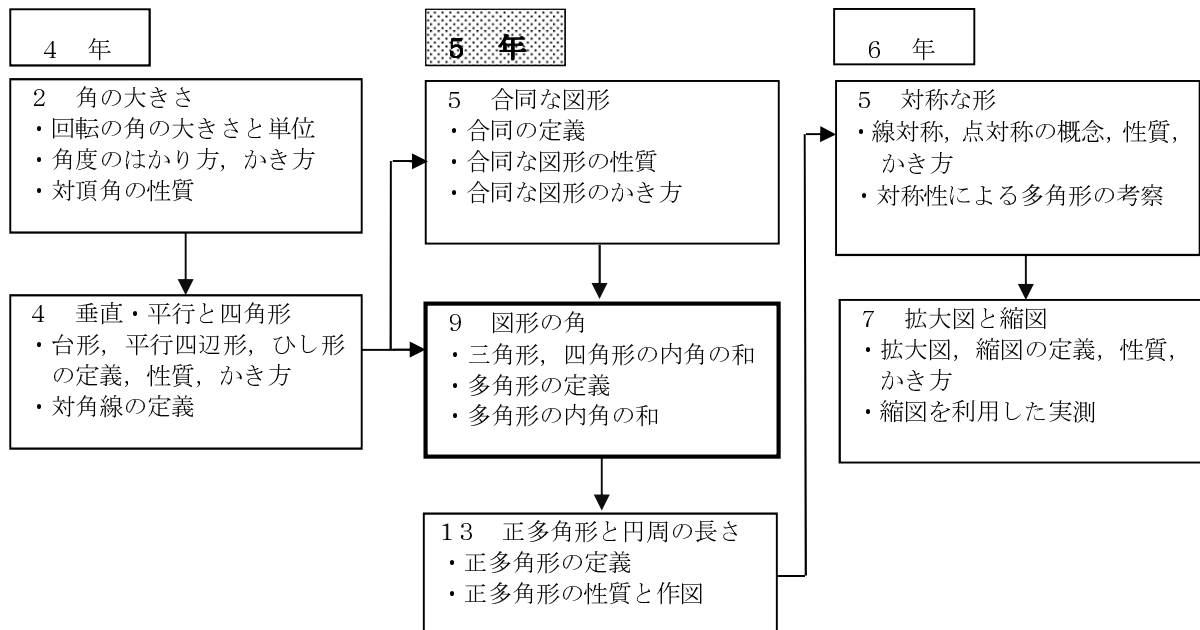 4 年
2 角の大きさ
・回転の角の大きさと単位
・角度のはかり方，かき方
・対頂角の性質
4 垂直・平行と四角形
・台形，平行四辺形，ひし形
の定義，性質，かき方
・対角線の定義
5 年
5 合同な図形
・合同の定義
・合同な図形の性質
・合同な図形のかき方
9 図形の角
・三角形，四角形の内角の和
・多角形の定義
・多角形の内角の和
13 正多角形と円周の長さ
・正多角形の定義
・正多角形の性質と作図
6 年
5 対称な形
・線対称，点対称の概念，性質，
かき方
・対称性による多角形の考察
7 拡大図と縮図
・拡大図，縮図の定義，性質，
かき方
・縮図を利用した実測